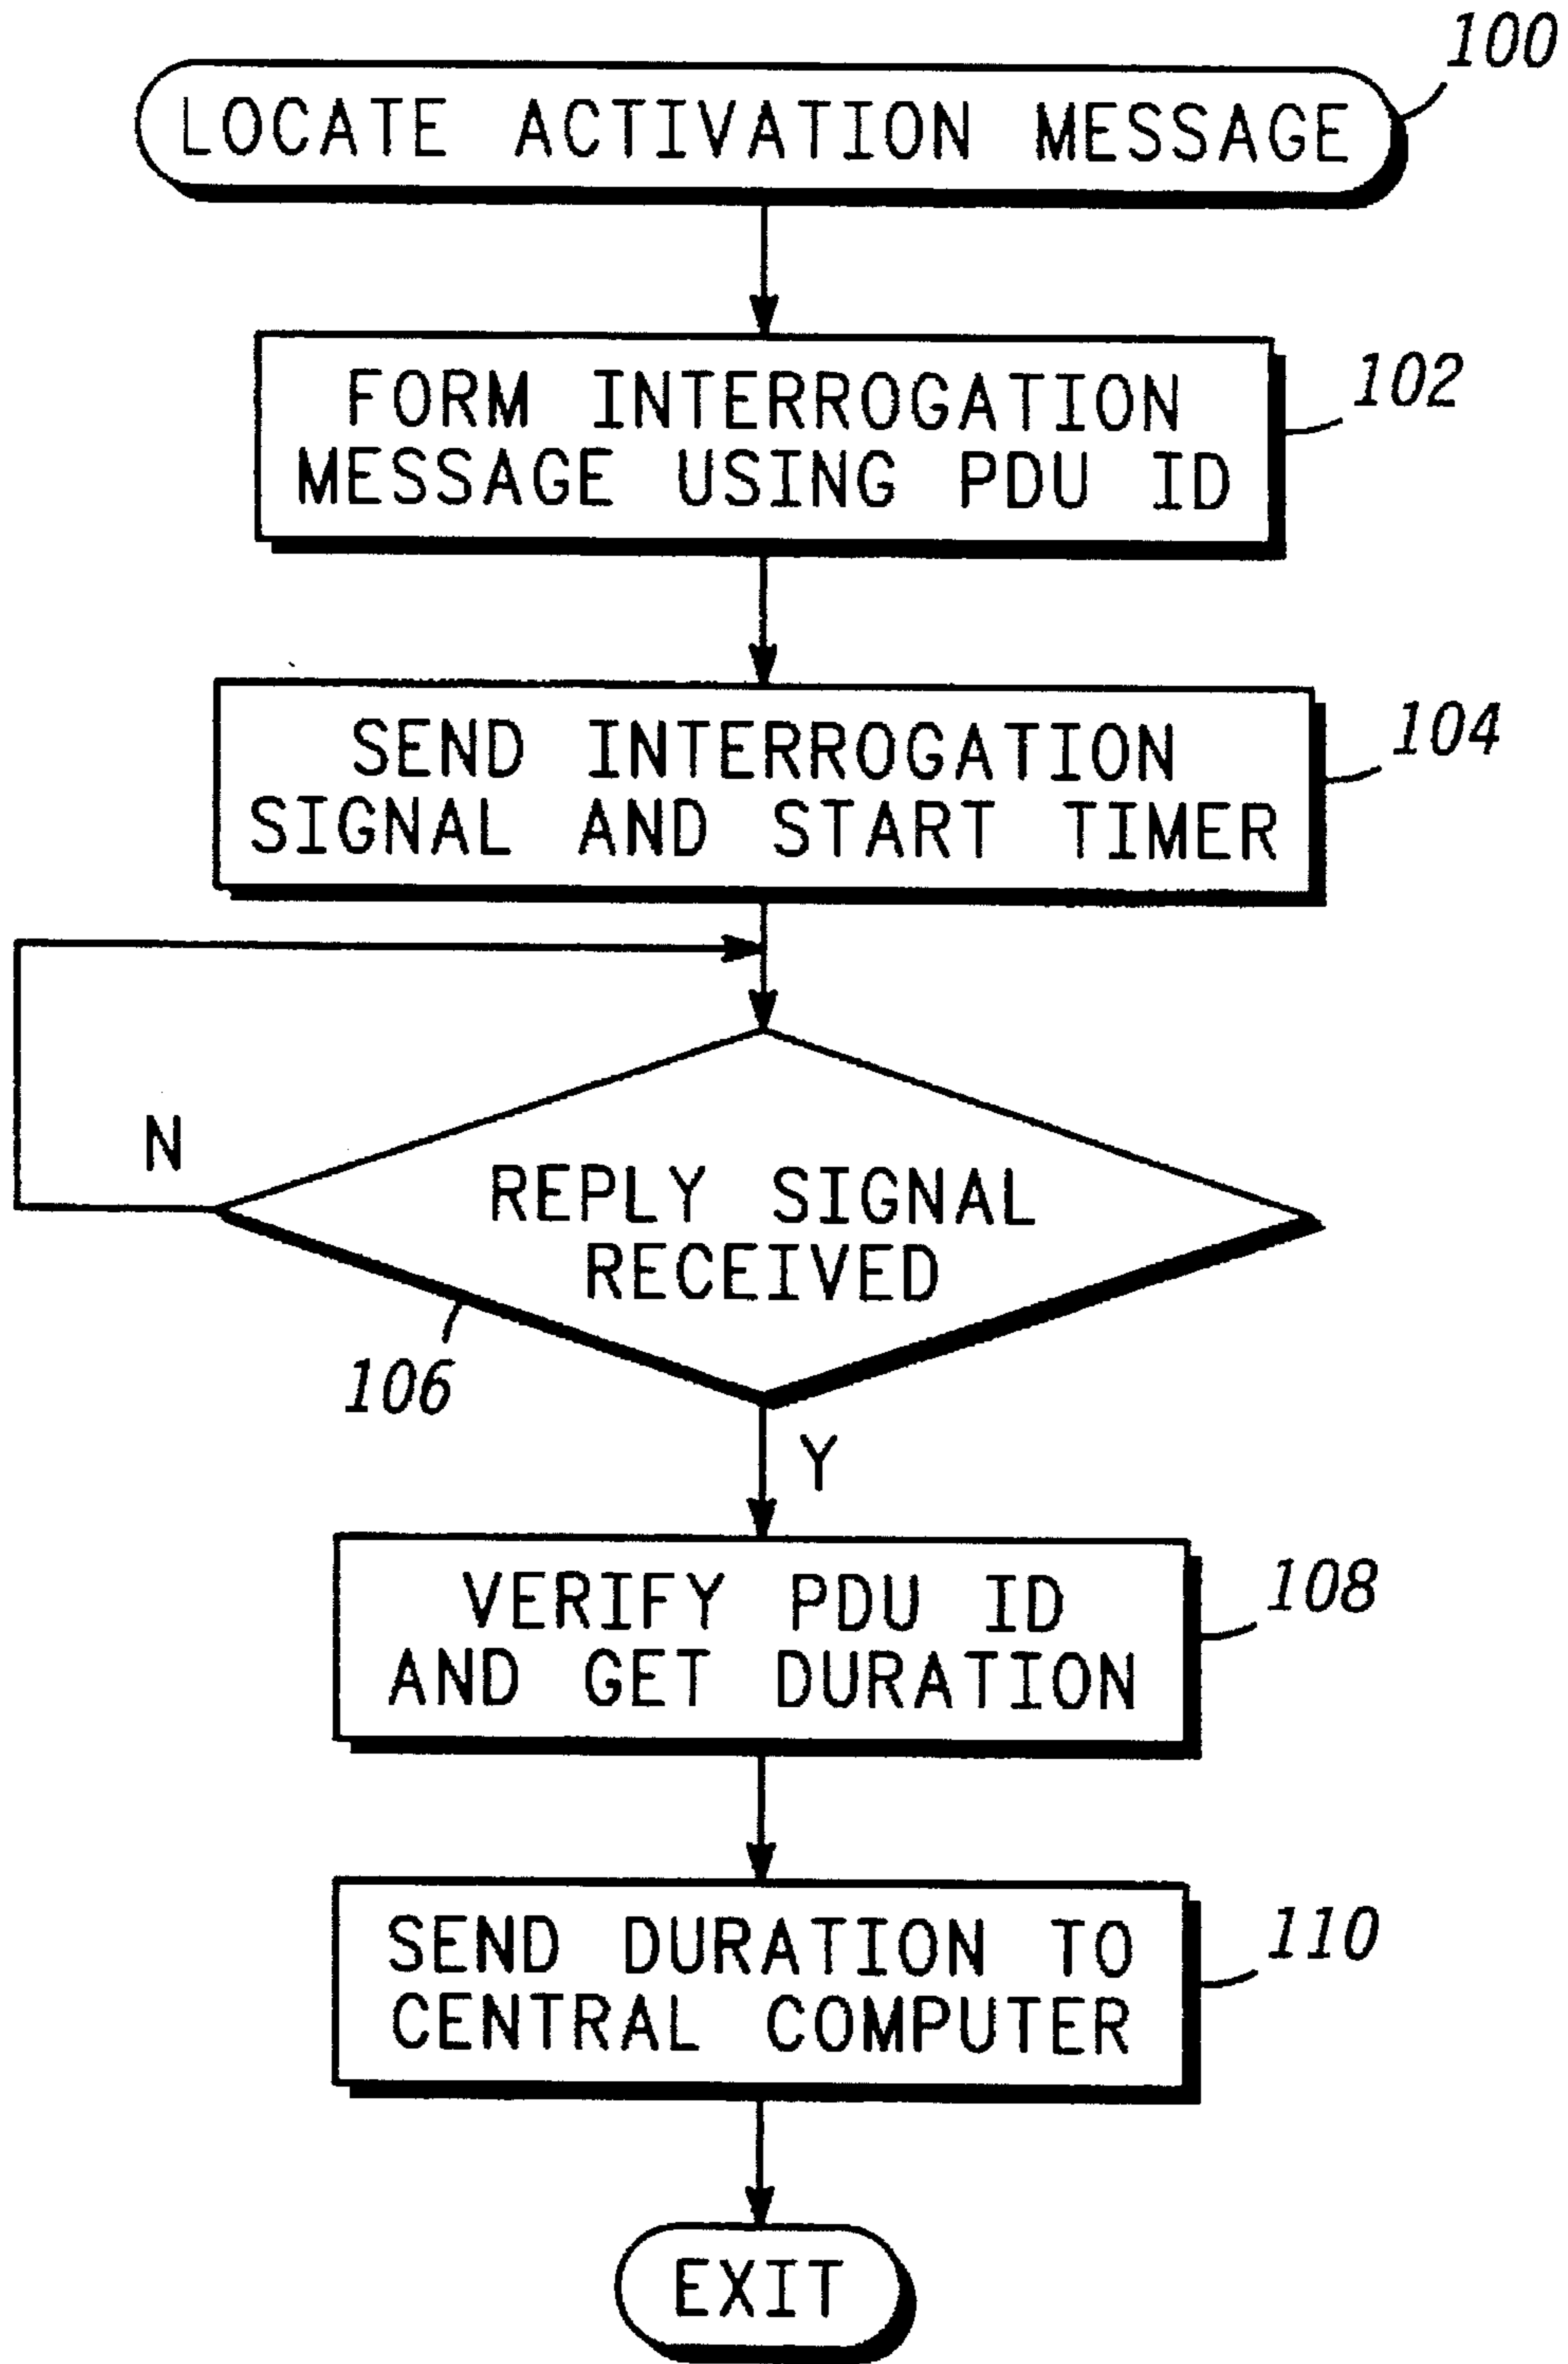 100
LOCATE ACTIVATION MESSAGE
102
FORM INTERROGATION
MESSAGE USING PDU ID
104
SEND INTERROGATION
SIGNAL AND START TIMER
N
REPLY SIGNAL
RECEIVED
106
Y
108
VERIFY PDU ID
AND GET DURATION
110
SEND DURATION TO
CENTRAL COMPUTER
EXIT